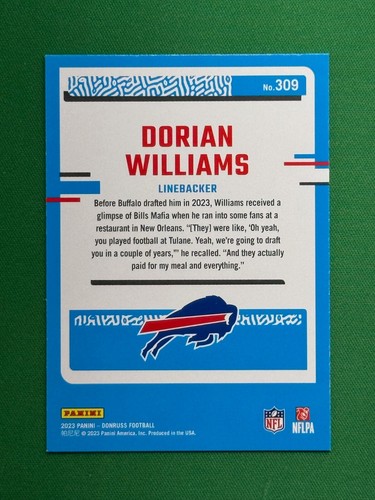 No. 309
DORIAN
WILLIAMS
LINEBACKER
Before Buffalo drafted him in 2023, Williams received a
glimpse of Bills Mafia when he ran into some fans at a
restaurant in New Orleans. “[They] were like, ‘Oh yeah,
you played football at Tulane. Yeah, we're going to draft
you in a couple of years,’” he recalled. “And they actually
paid for my meal and everything.”
PANINI
2023 PANINI - DONRUSS FOOTBALL
帕尼尼 © 2023 Panini America, Inc. Produced in the USA.
NFL
NFLPA